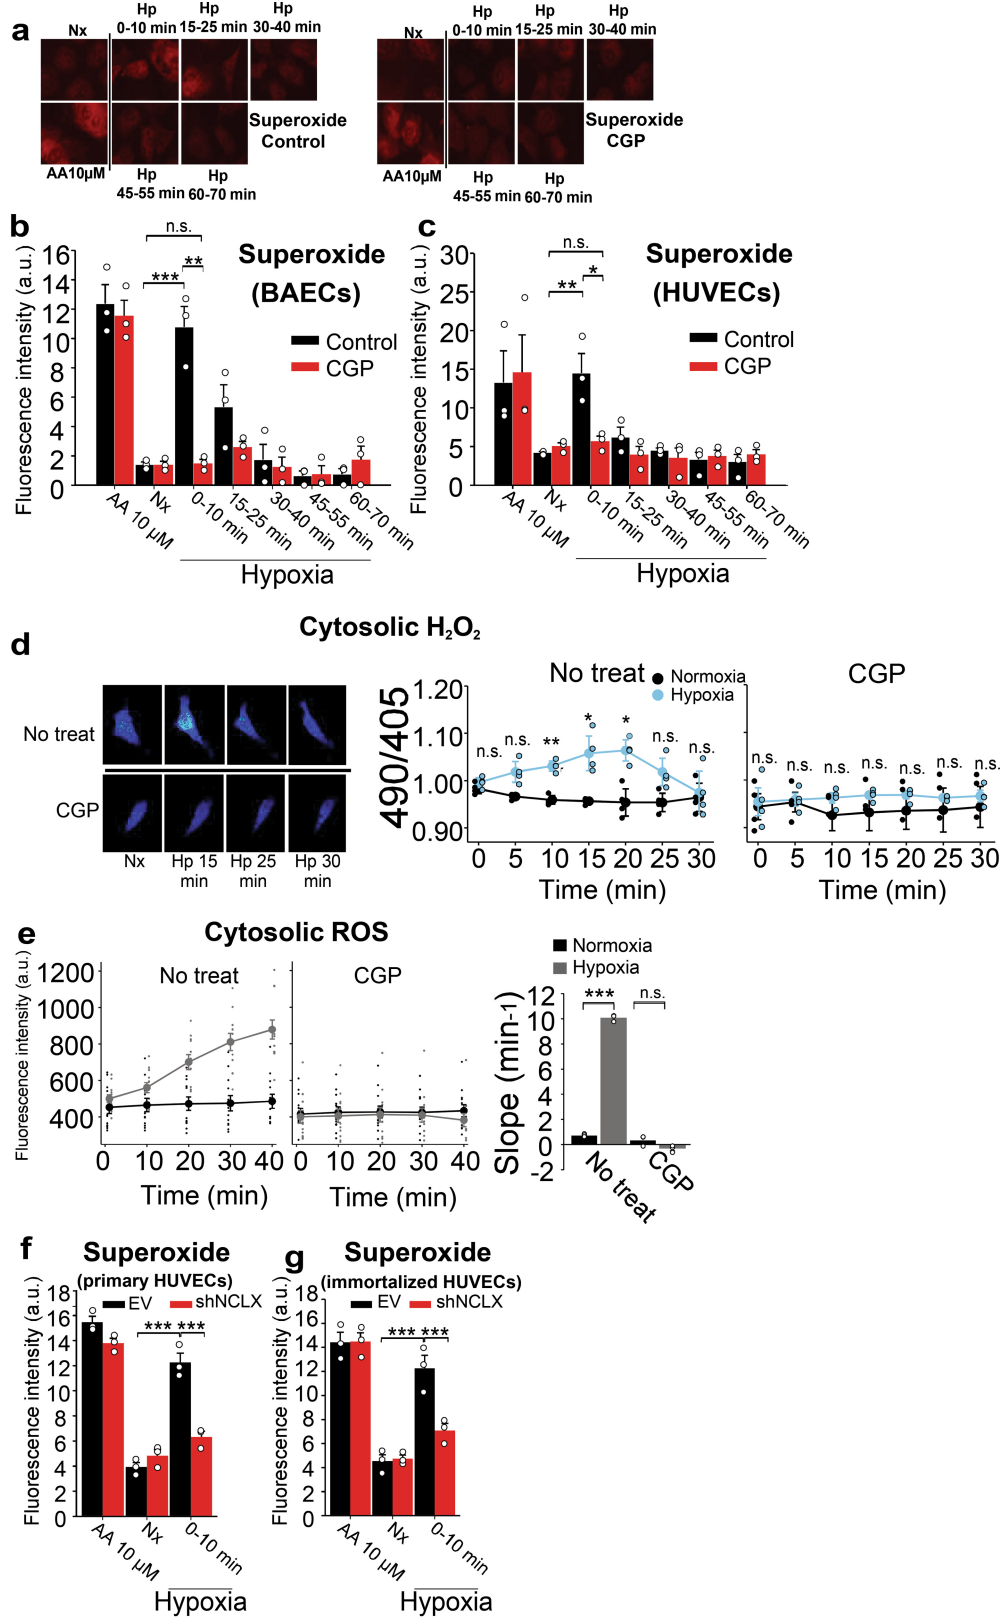 a
Nx
Hp
0-10 min
Hp
15-25 min
Hp
30-40 min
AA10µM
Hp
45-55 min
Hp
60-70 min
Superoxide
Control
Nx
Hp
0-10 min
Hp
15-25 min
Hp
30-40 min
AA10µM
Hp
45-55 min
Hp
60-70 min
Superoxide
CGP
b
Superoxide
(BAECs)
Control
CGP
n.s.
**
***
Fluorescence intensity (a.u.)
16
14
12
10
8
6
4
2
0
AA 10 µM
Nx
0-10 min
15-25 min
30-40 min
45-55 min
60-70 min
Hypoxia
c
Superoxide
(HUVECs)
Control
CGP
n.s.
*
**
Fluorescence intensity (a.u.)
30
25
20
15
10
5
0
AA 10 µM
Nx
0-10 min
15-25 min
30-40 min
45-55 min
60-70 min
Hypoxia
Cytosolic H₂O₂
d
No treat
CGP
Nx
Hp 15
min
Hp 25
min
Hp 30
min
No treat
Normoxia
Hypoxia
490/405
1.20
1.10
1.00
0.90
n.s.
n.s.
**
*
*
n.s.
n.s.
0 5 10 15 20 25 30
Time (min)
CGP
n.s.
n.s.
n.s.
n.s.
n.s.
n.s.
n.s.
0 5 10 15 20 25 30
Time (min)
e
Cytosolic ROS
Fluorescence intensity (a.u.)
1200
1000
800
600
400
No treat
0 10 20 30 40
Time (min)
CGP
0 10 20 30 40
Time (min)
Normoxia
Hypoxia
Slope (min-1)
12
10
8
6
4
2
0
-2
***
n.s.
No treat
CGP
f
Superoxide
(primary HUVECs)
EV
shNCLX
*** ***
Fluorescence intensity (a.u.)
18
16
14
12
10
8
6
4
2
0
AA 10 µM
Nx
0-10 min
Hypoxia
g
Superoxide
(immortalized HUVECs)
EV
shNCLX
*** ***
Fluorescence intensity (a.u.)
18
16
14
12
10
8
6
4
2
0
AA 10 µM
Nx
0-10 min
Hypoxia